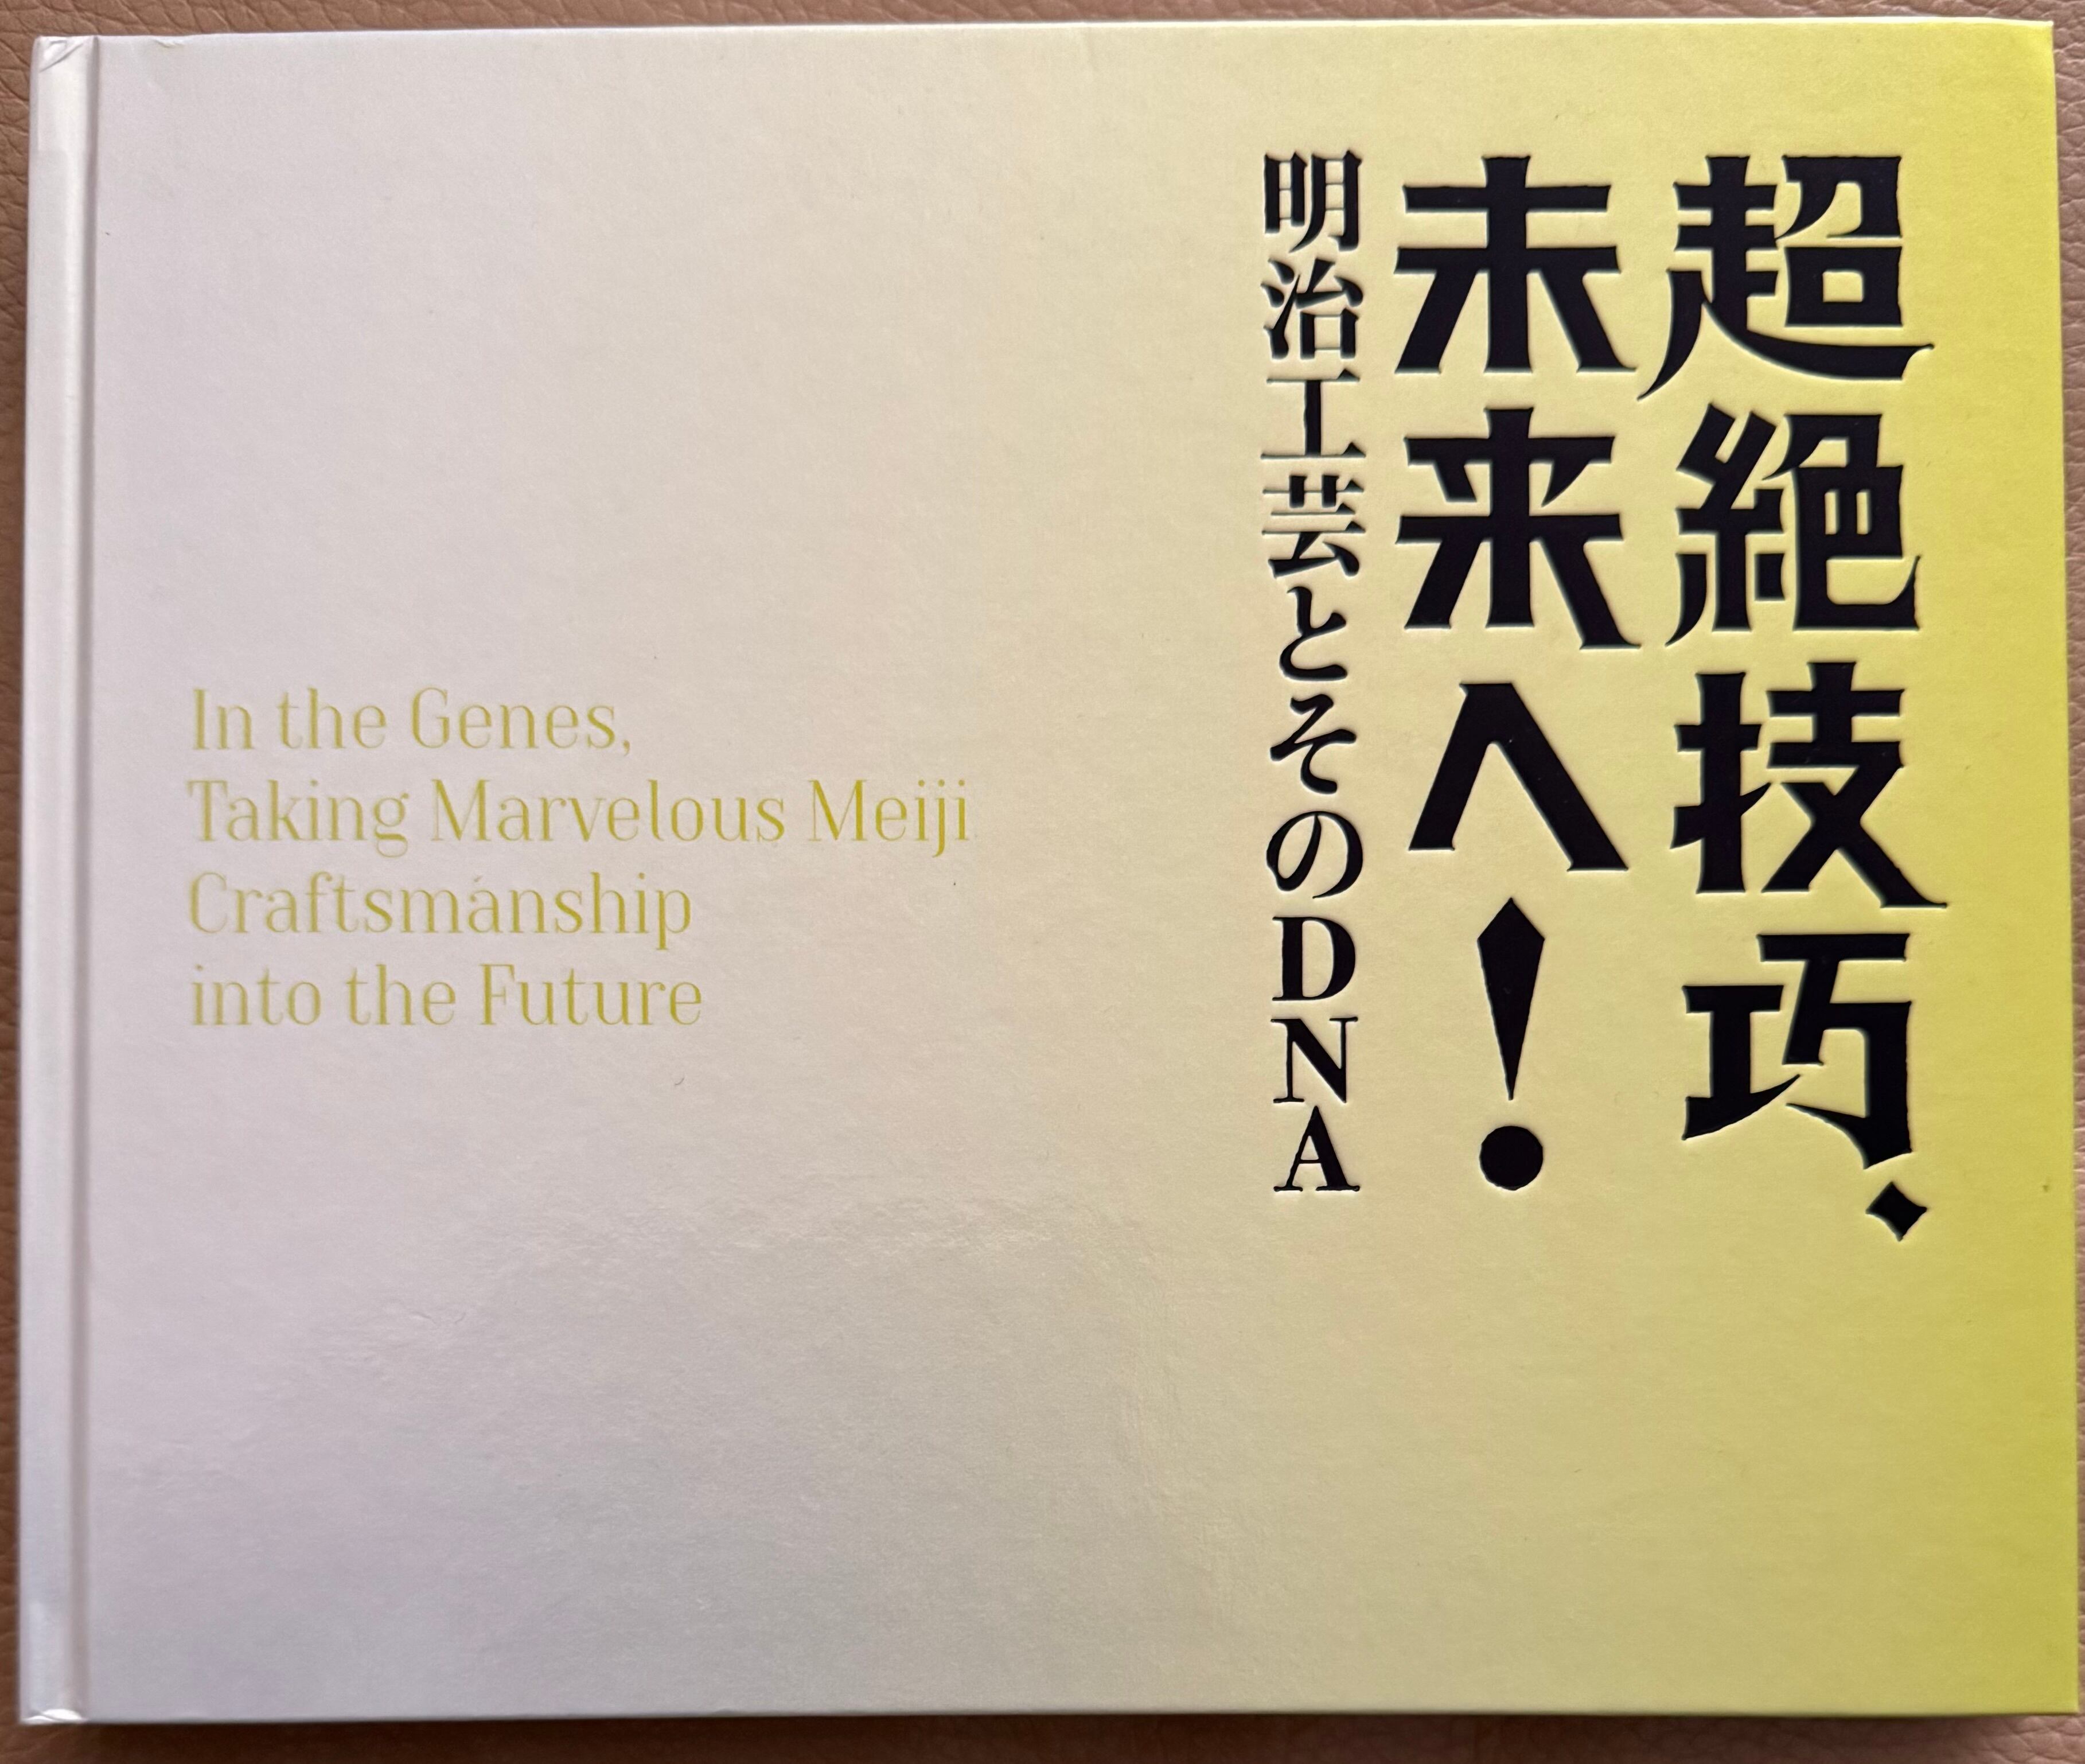 超絶技巧、
未来へ！
明治工芸とそのDNA
In the Genes,
Taking Marvelous Meiji
Craftsmanship
into the Future